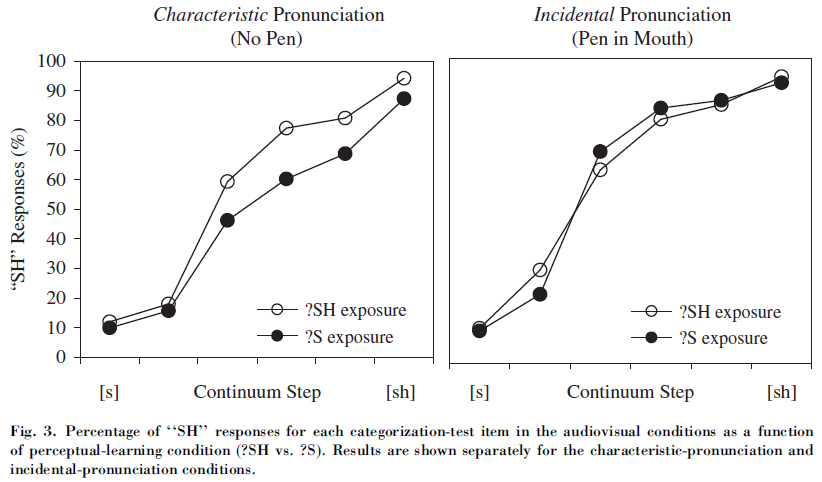 Characteristic Pronunciation
(No Pen)
Incidental Pronunciation
(Pen in Mouth)
"SH" Responses (%)
100
90
80
70
60
50
40
30
20
10
0
?SH exposure
?S exposure
[s]
Continuum Step
[sh]
?SH exposure
?S exposure
[s]
Continuum Step
[sh]
Fig. 3. Percentage of ‘‘SH’’ responses for each categorization-test item in the audiovisual conditions as a function
of perceptual-learning condition (?SH vs. ?S). Results are shown separately for the characteristic-pronunciation and
incidental-pronunciation conditions.